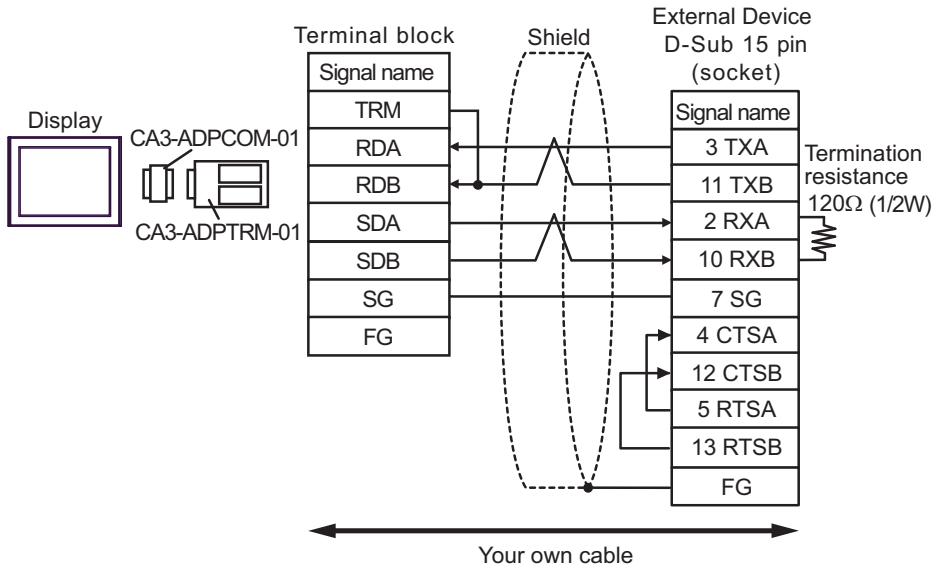 Display
CA3-ADPCOM-01
CA3-ADPTRM-01
Terminal block
Signal name
TRM
RDA
RDB
SDA
SDB
SG
FG
Shield
External Device
D-Sub 15 pin
(socket)
Signal name
3 TXA
11 TXB
2 RXA
10 RXB
7 SG
4 CTSA
12 CTSB
5 RTSA
13 RTSB
FG
Termination
resistance
120Ω (1/2W)
Your own cable